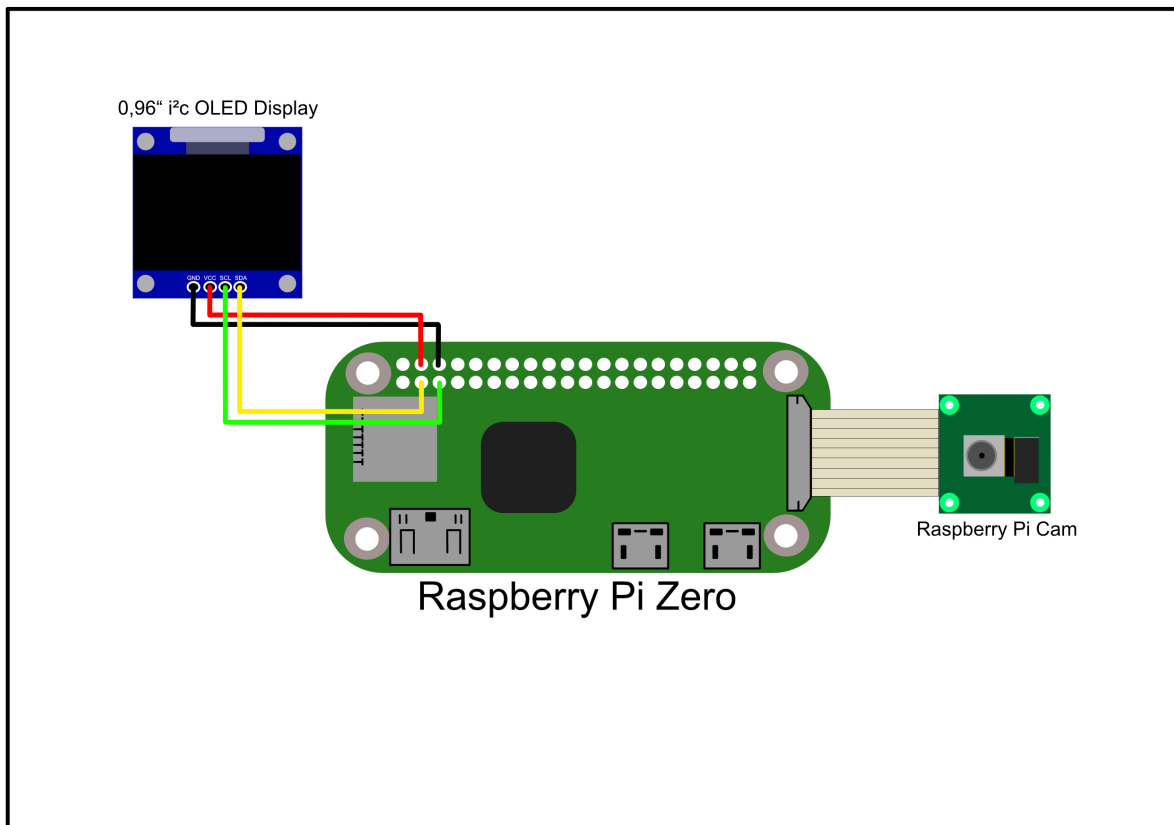 0,96“ i²c OLED Display
GND VCC SCL SDA
Raspberry Pi Cam
Raspberry Pi Zero